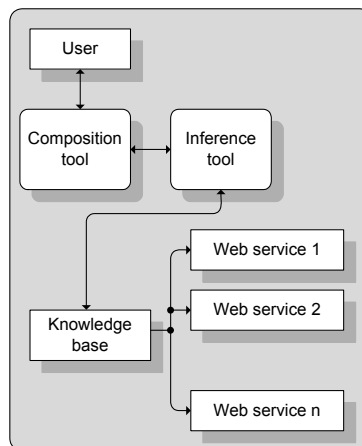 User
Composition
tool
Inference
tool
Web service 1
Web service 2
Knowledge
base
Web service n